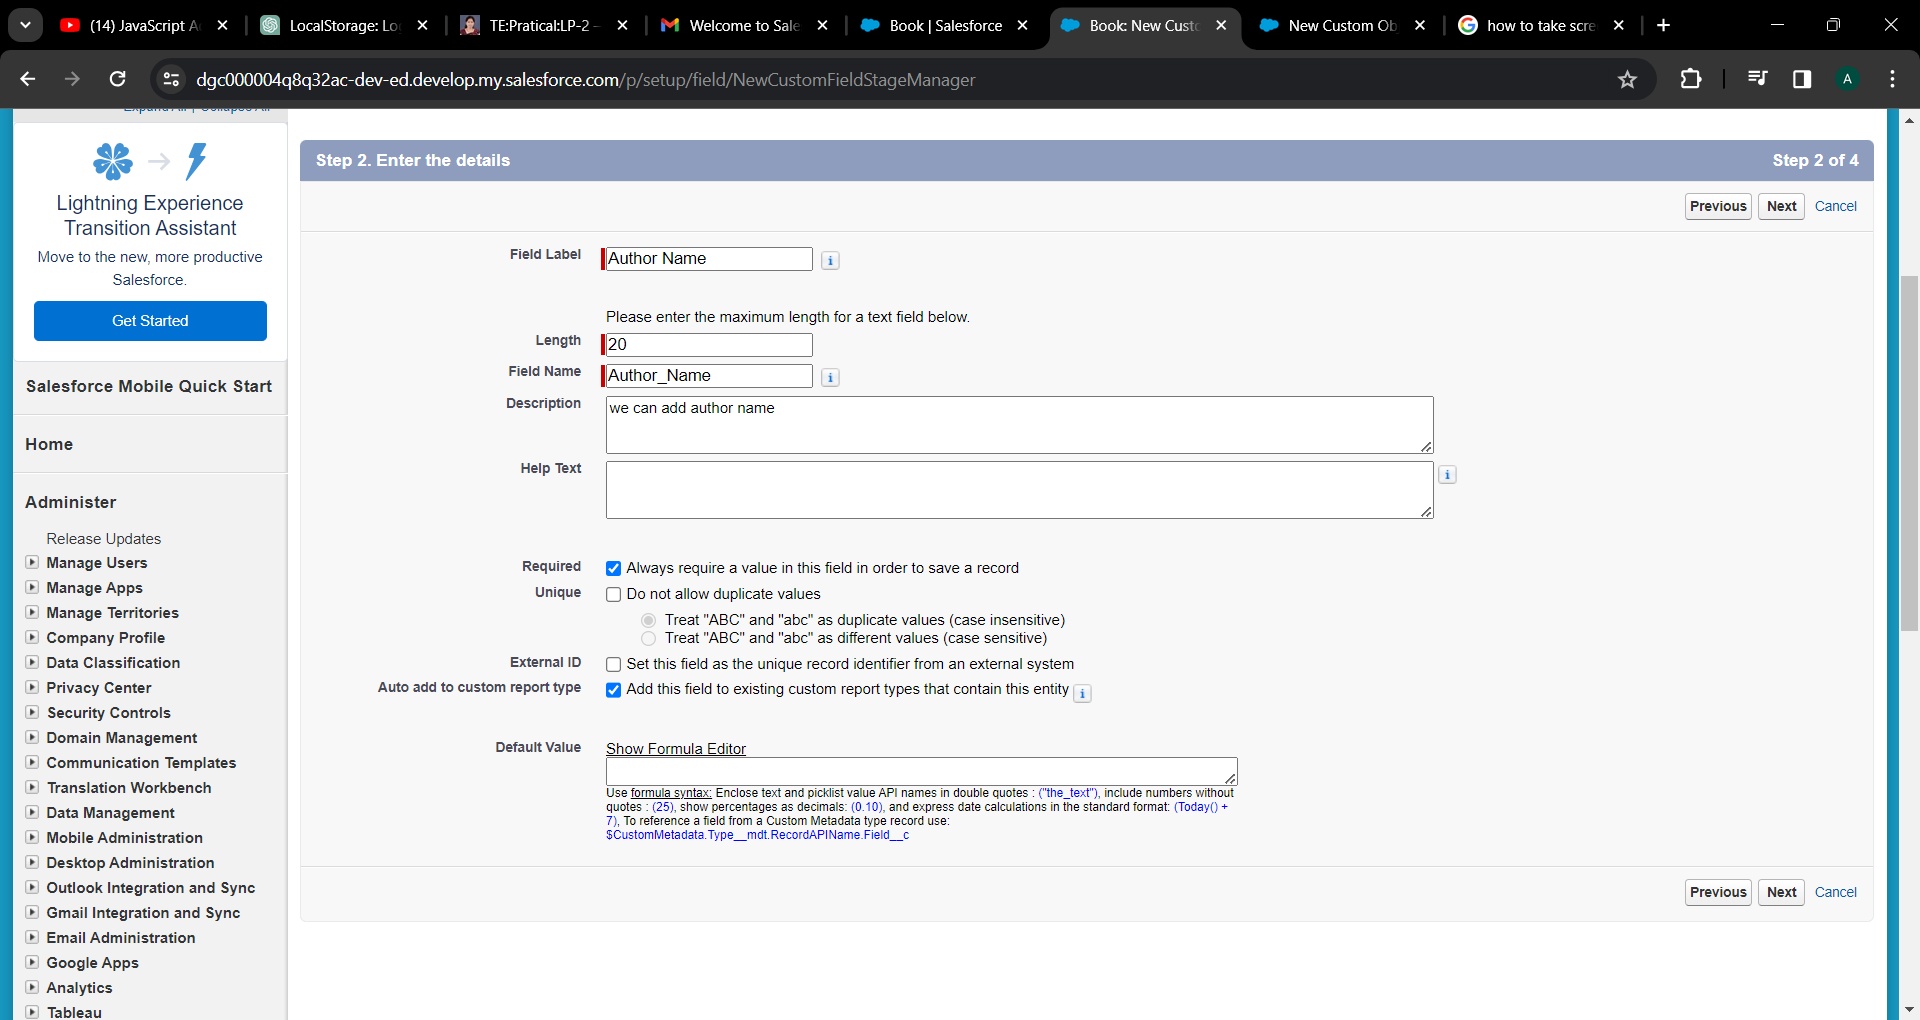 (14) JavaScript A
LocalStorage: Lo
TE:Pratical:LP-2 -
Welcome to Sale
Book | Salesforce
Book: New Custo
New Custom Ob
how to take scre
dgc000004q8q32ac-dev-ed.develop.my.salesforce.com/p/setup/field/NewCustomFieldStageManager
A
Expand All | Collapse All
Lightning Experience
Transition Assistant
Move to the new, more productive
Salesforce.
Get Started
Salesforce Mobile Quick Start
Home
Administer
Release Updates
Manage Users
Manage Apps
Manage Territories
Company Profile
Data Classification
Privacy Center
Security Controls
Domain Management
Communication Templates
Translation Workbench
Data Management
Mobile Administration
Desktop Administration
Outlook Integration and Sync
Gmail Integration and Sync
Email Administration
Google Apps
Analytics
Tableau
Step 2. Enter the details
Step 2 of 4
Previous Next Cancel
Field Label Author Name
Please enter the maximum length for a text field below.
Length 20
Field Name Author_Name
Description we can add author name
Help Text
Required Always require a value in this field in order to save a record
Unique Do not allow duplicate values
Treat "ABC" and "abc" as duplicate values (case insensitive)
Treat "ABC" and "abc" as different values (case sensitive)
External ID Set this field as the unique record identifier from an external system
Auto add to custom report type Add this field to existing custom report types that contain this entity
Default Value Show Formula Editor
Use formula syntax: Enclose text and picklist value API names in double quotes : ("the_text"), include numbers without
quotes : (25), show percentages as decimals: (0.10), and express date calculations in the standard format: (Today() +
7), To reference a field from a Custom Metadata type record use:
$CustomMetadata.Type__mdt.RecordAPIName.Field__c
Previous Next Cancel